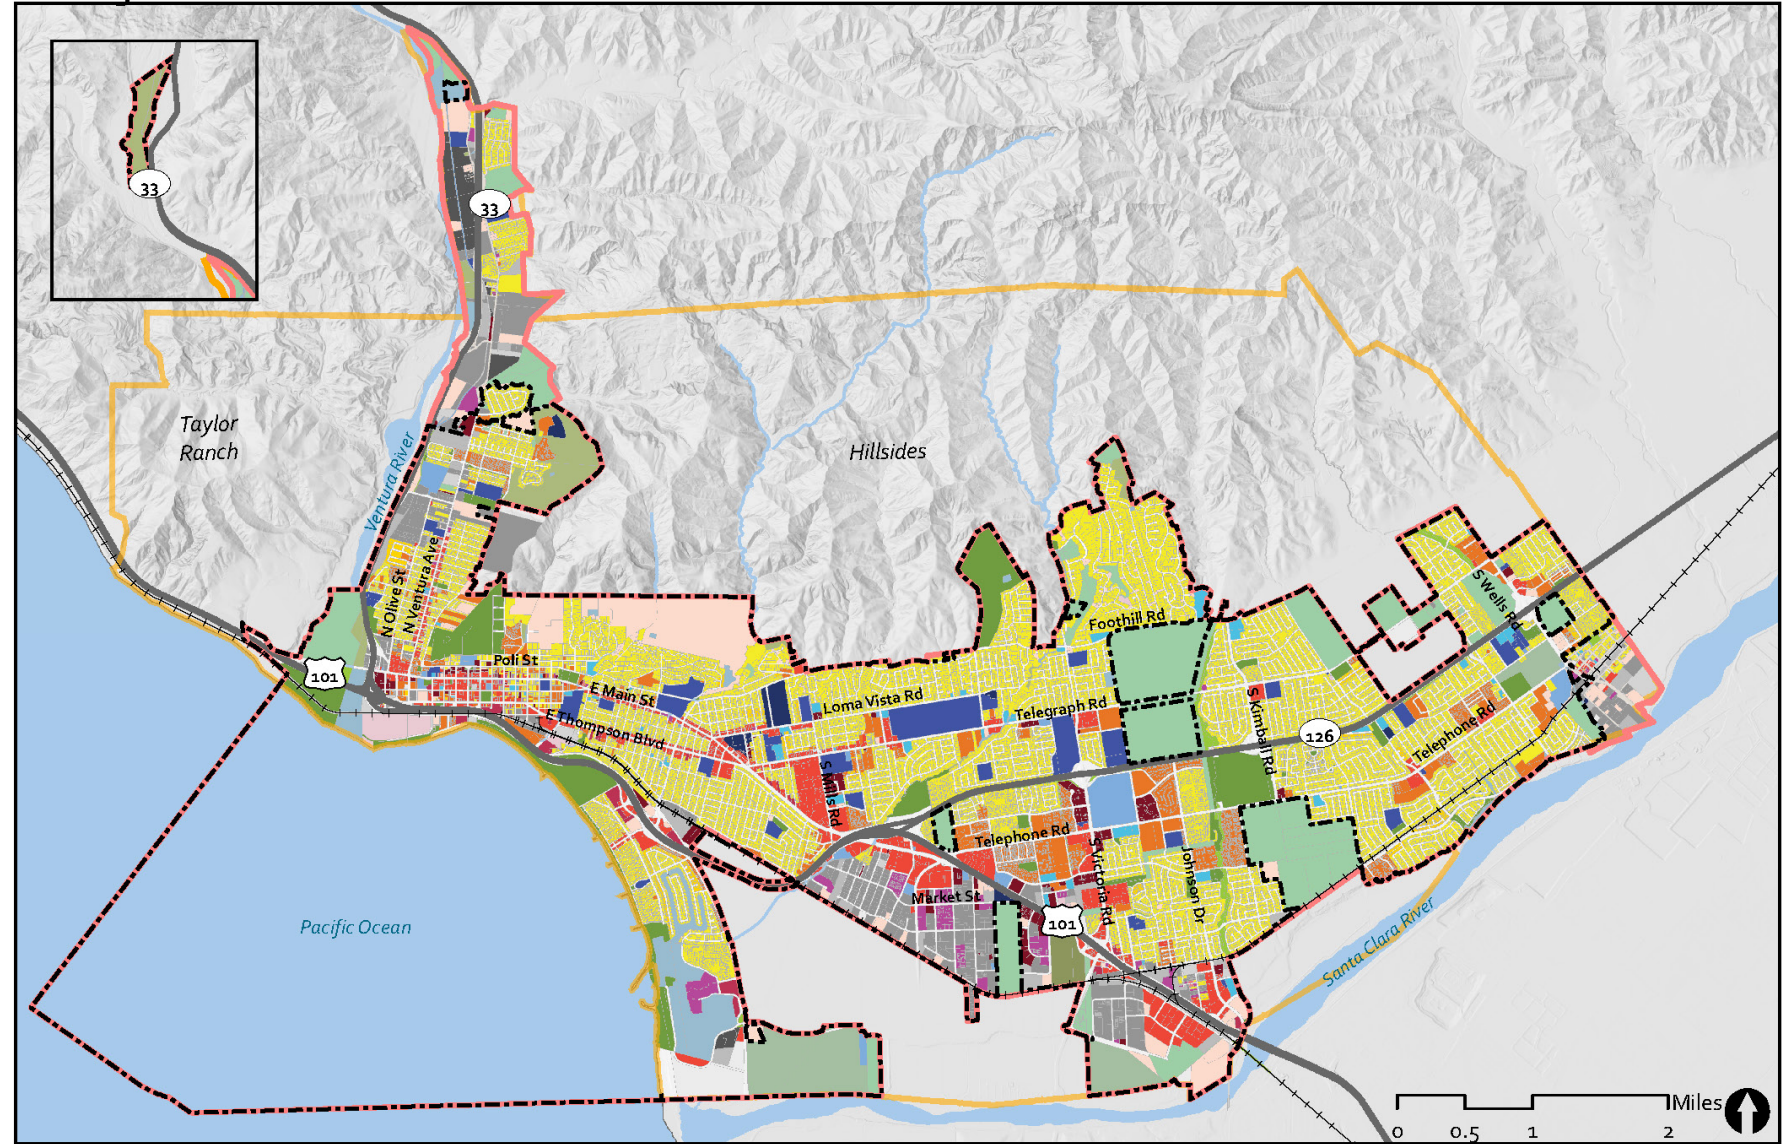 33
33
Taylor
Ranch
Hillsides
Ventura River
N Olive St
N Ventura Ave
Foothill Rd
S Wells Rd
101
Poli St
E Main St
Loma Vista Rd
Telegraph Rd
S Kimball Rd
126
Telephone Rd
E Thompson Blvd
S Mills Rd
Telephone Rd
S Victoria Rd
Johnson Dr
Market St
101
Pacific Ocean
Santa Clara River
Miles
0 0.5 1 2